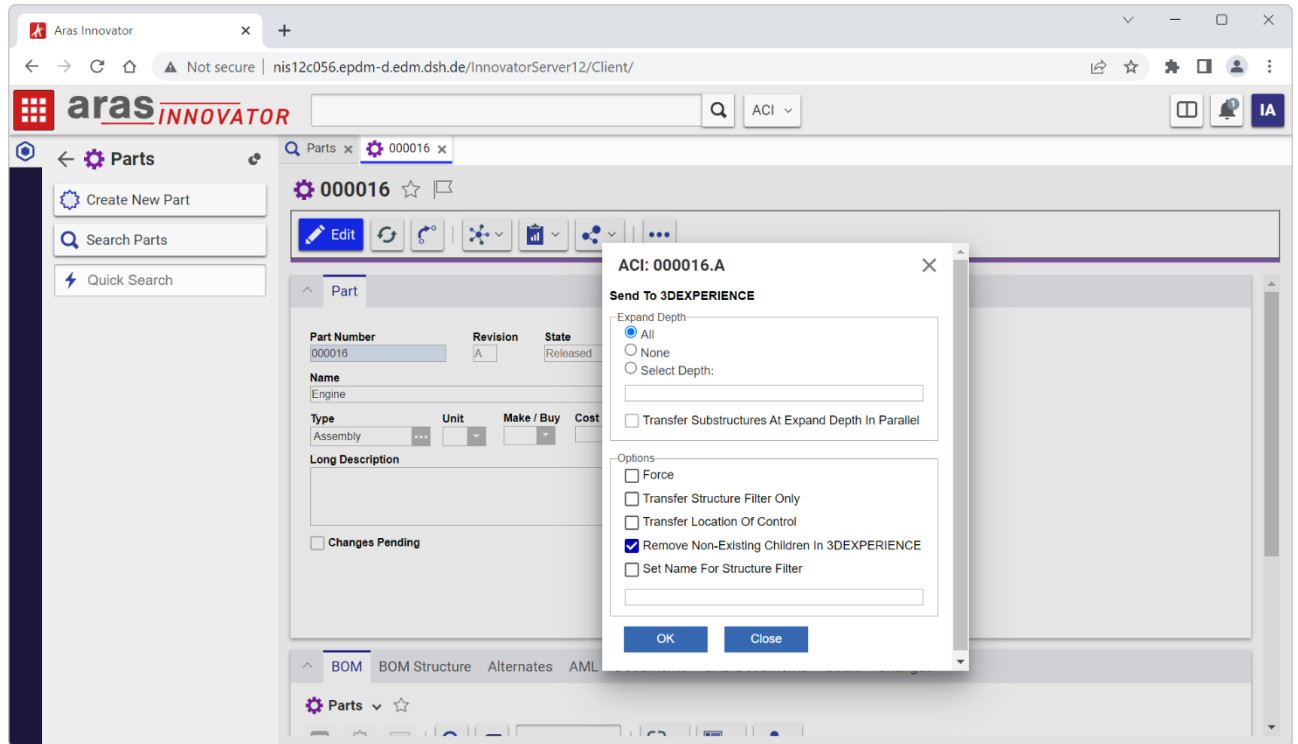 Aras Innovator
Not secure | nis12c056.epdm-d.edm.dsh.de/InnovatorServer12/Client/
aras INNOVATOR
ACI
1
IA
Parts
Create New Part
Search Parts
Quick Search
Parts 000016
000016
Edit
Part
Part Number Revision State
000016 A Released
Name
Engine
Type Unit Make / Buy Cost
Assembly
Long Description
Changes Pending
BOM BOM Structure Alternates AML
Parts
ACI: 000016.A
Send To 3DEXPERIENCE
Expand Depth
All
None
Select Depth:
Transfer Substructures At Expand Depth In Parallel
Options
Force
Transfer Structure Filter Only
Transfer Location Of Control
Remove Non-Existing Children In 3DEXPERIENCE
Set Name For Structure Filter
OK Close